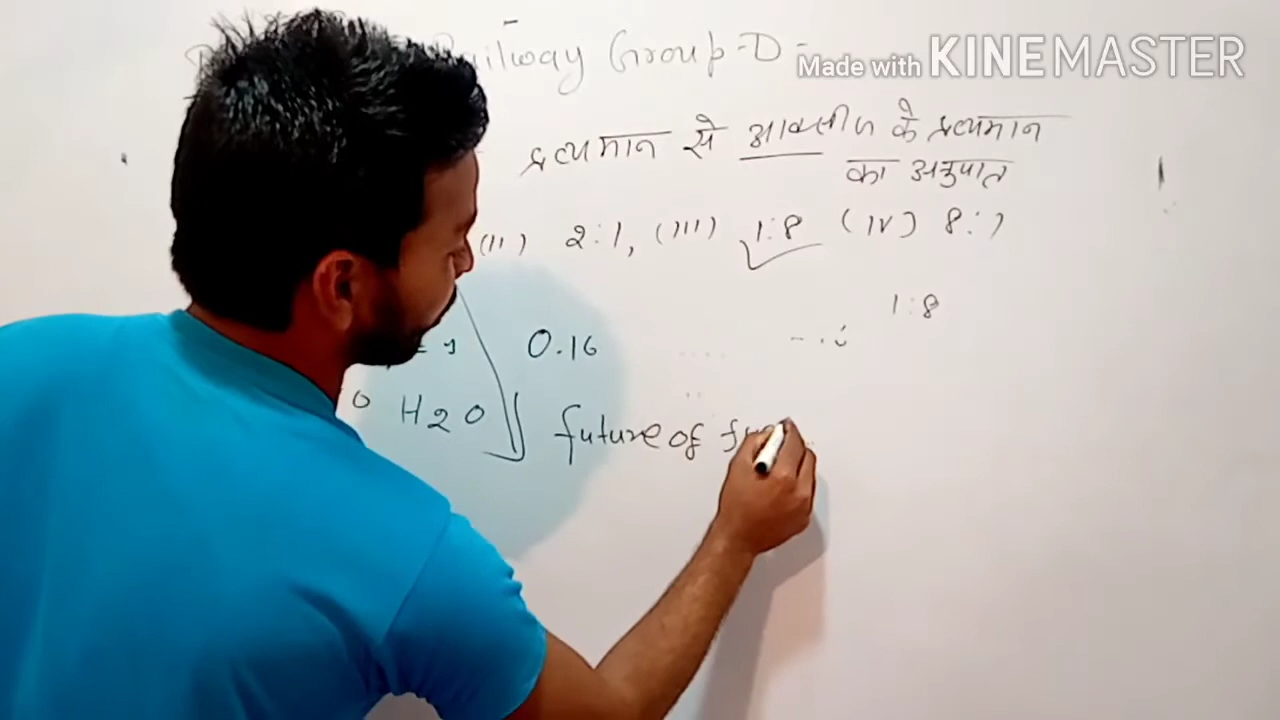 Railway Group-D -
Made with KINEMASTER
द्रव्यमान से आक्सीजन के द्रव्यमान
का अनुपात
(II) 2:1, (III) 1:8 (IV) 8:1
1:8
0.16
H2O future of